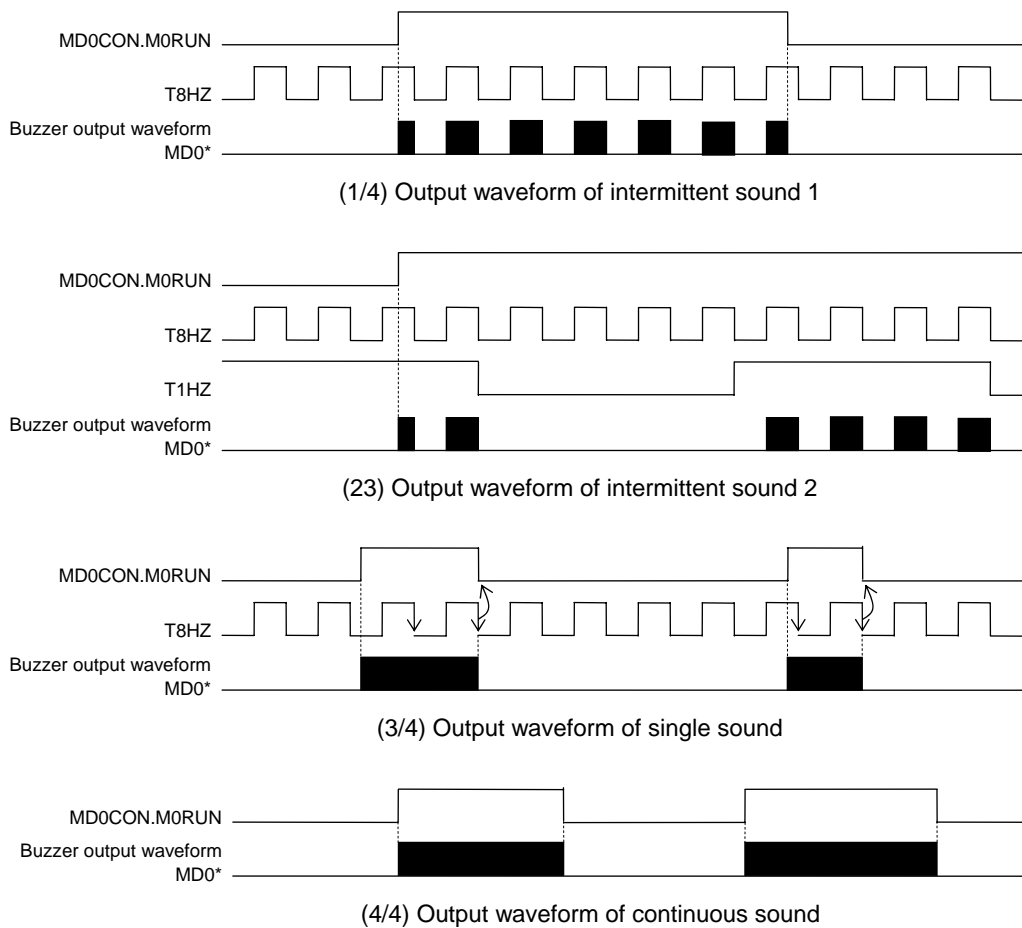 MD0CON.M0RUN
T8HZ
Buzzer output waveform
MD0*
(1/4) Output waveform of intermittent sound 1
MD0CON.M0RUN
T8HZ
T1HZ
Buzzer output waveform
MD0*
(23) Output waveform of intermittent sound 2
MD0CON.M0RUN
T8HZ
Buzzer output waveform
MD0*
(3/4) Output waveform of single sound
MD0CON.M0RUN
Buzzer output waveform
MD0*
(4/4) Output waveform of continuous sound